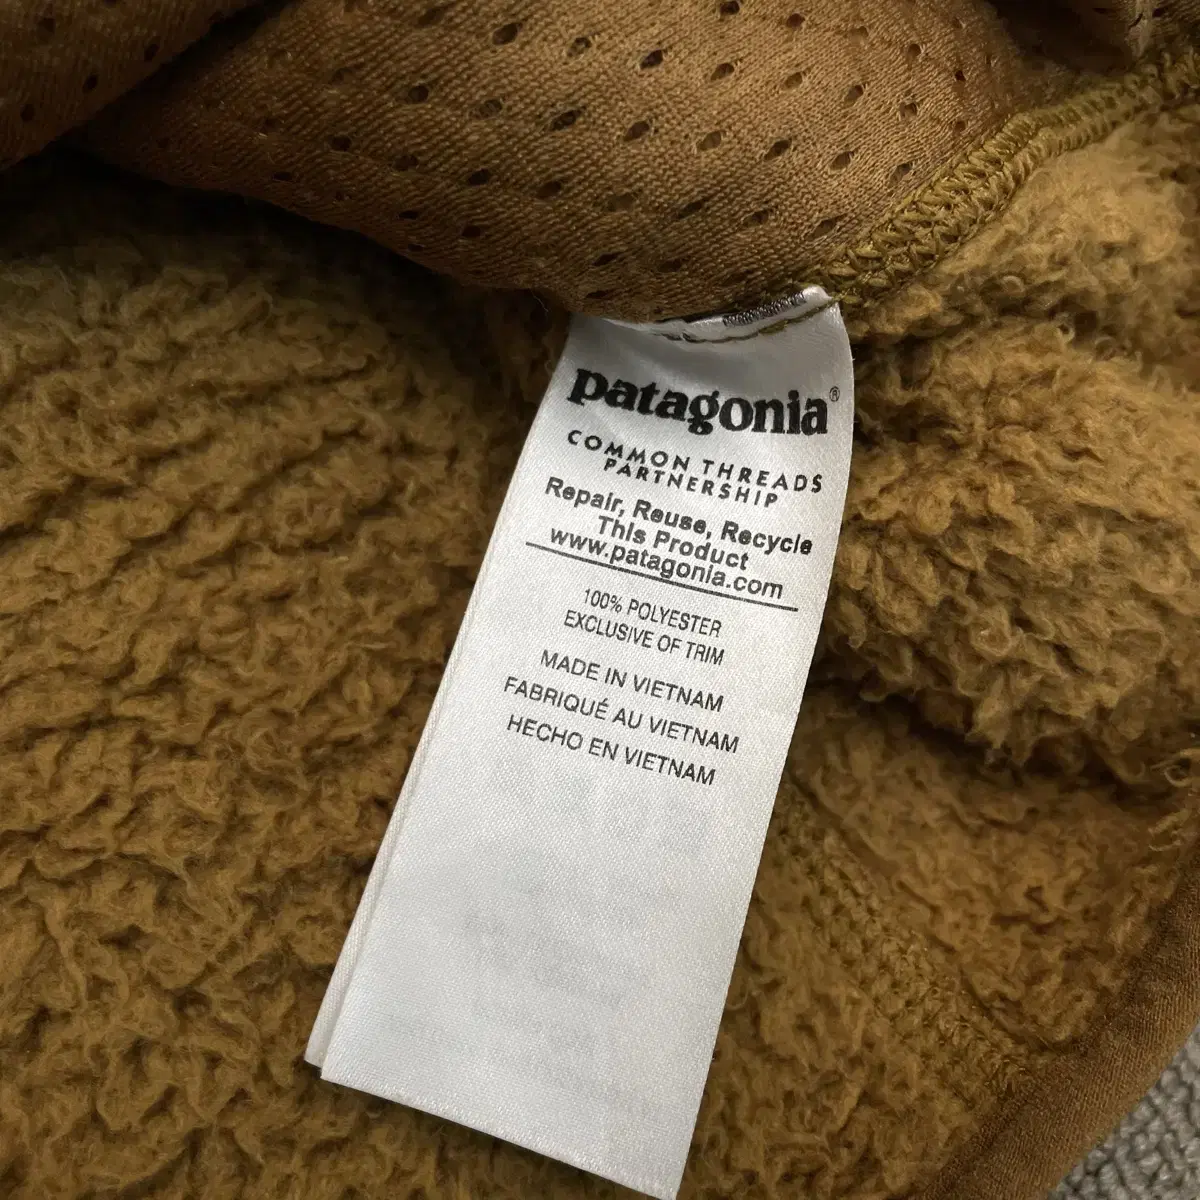 patagonia®
COMMON THREADS
PARTNERSHIP
Repair, Reuse, Recycle
This Product
www.patagonia.com
100% POLYESTER
EXCLUSIVE OF TRIM
MADE IN VIETNAM
FABRIQUÉ AU VIETNAM
HECHO EN VIETNAM